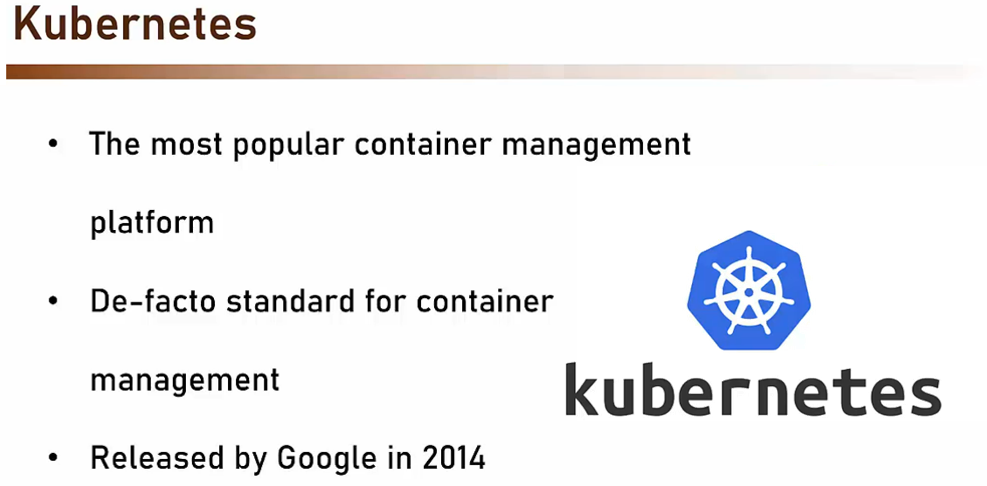 Kubernetes
• The most popular container management
platform
• De-facto standard for container
management
kubernetes
• Released by Google in 2014